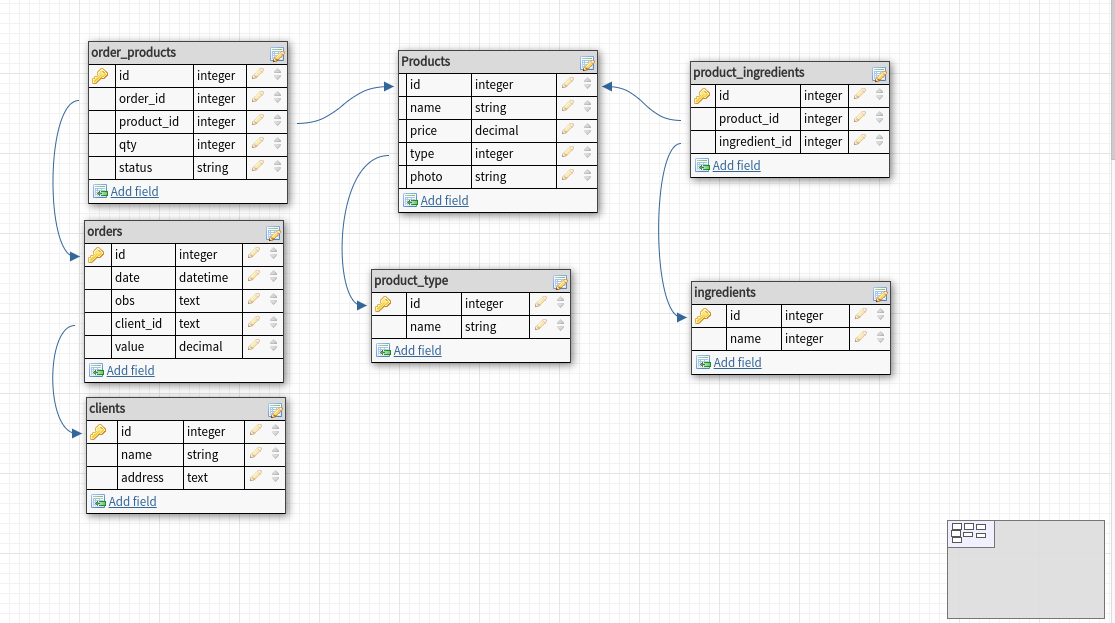 order_products
id integer
order_id integer
product_id integer
qty integer
status string
Add field
orders
id integer
date datetime
obs text
client_id text
value decimal
Add field
clients
id integer
name string
address text
Add field
Products
id integer
name string
price decimal
type integer
photo string
Add field
product_type
id integer
name string
Add field
product_ingredients
id integer
product_id integer
ingredient_id integer
Add field
ingredients
id integer
name integer
Add field